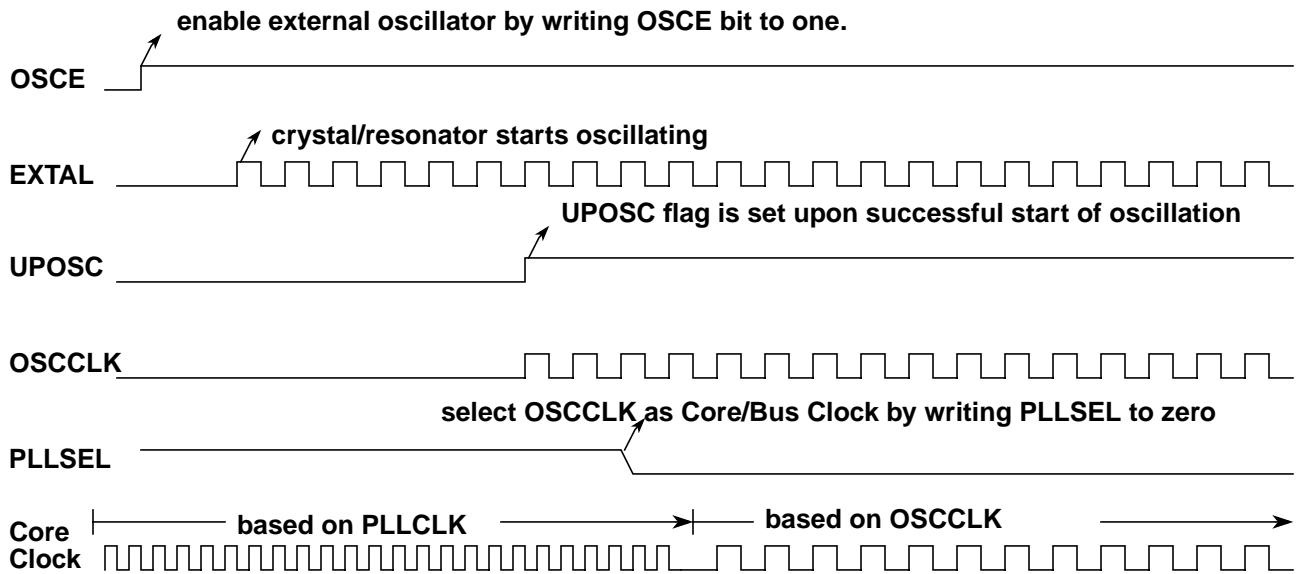 enable external oscillator by writing OSCE bit to one.
OSCE
crystal/resonator starts oscillating
EXTAL
UPOSC flag is set upon successful start of oscillation
UPOSC
OSCCLK
select OSCCLK as Core/Bus Clock by writing PLLSEL to zero
PLLSEL
based on PLLCLK
based on OSCCLK
Core
Clock